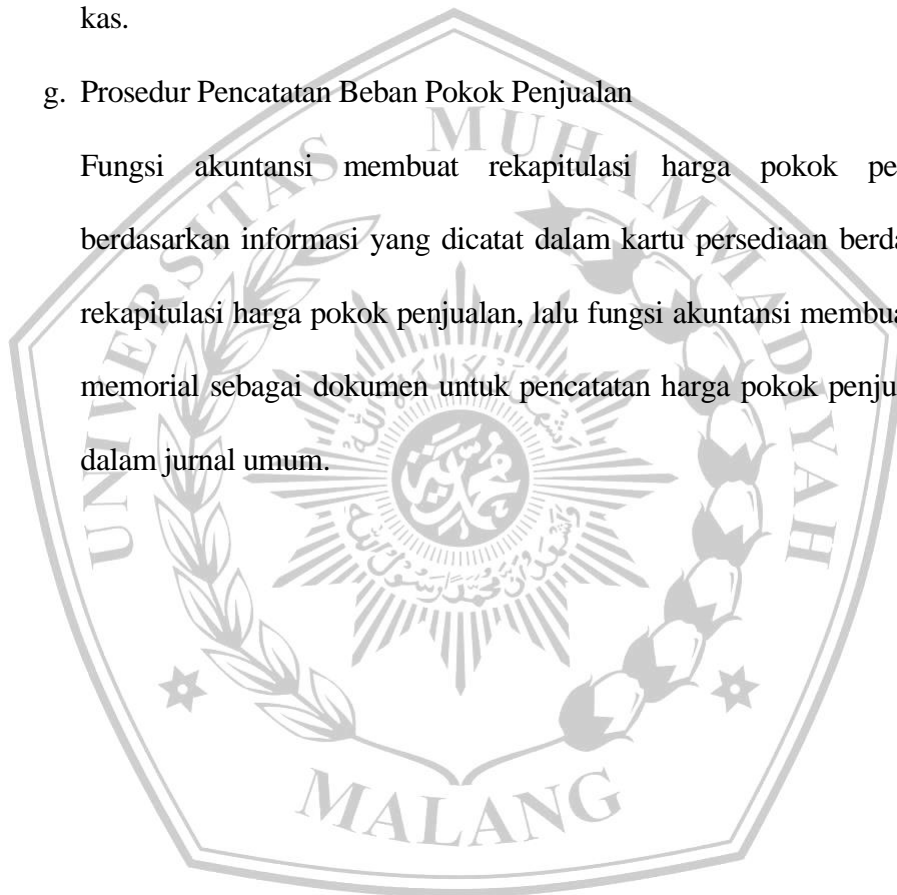 kas.
g. Prosedur Pencatatan Beban Pokok Penjualan
Fungsi akuntansi membuat rekapitulasi harga pokok pe
berdasarkan informasi yang dicatat dalam kartu persediaan berda
rekapitulasi harga pokok penjualan, lalu fungsi akuntansi membua
memorial sebagai dokumen untuk pencatatan harga pokok penju
dalam jurnal umum.
UNIVERSITAS MUHAMMADIYAH
MALANG